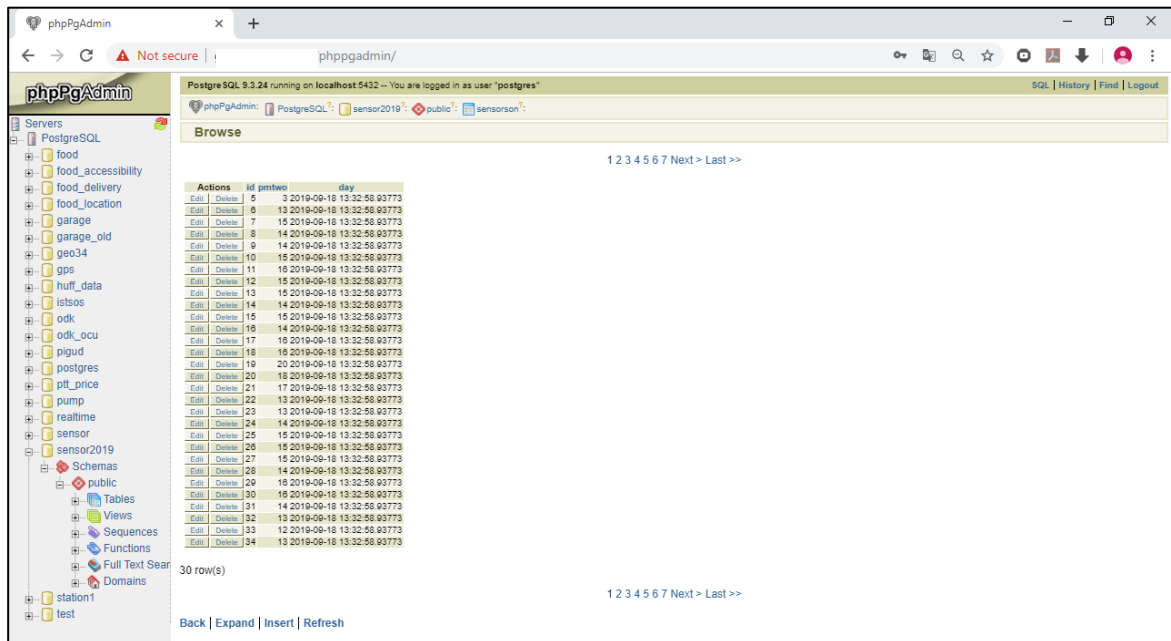 phpPgAdmin
Not secure
phppgadmin/
phpPgAdmin
PostgreSQL 9.3.24 running on localhost:5432 -- You are logged in as user "postgres"
SQL | History | Find | Logout
phpPgAdmin: PostgreSQL?: sensor2019?: public?: sensorson?:
Browse
Servers
PostgreSQL
food
food_accessibility
food_delivery
food_location
garage
garage_old
geo34
gps
huff_data
istsos
odk
odk_ocu
pigud
postgres
ptt_price
pump
realtime
sensor
sensor2019
Schemas
public
Tables
Views
Sequences
Functions
Full Text Sear
Domains
station1
test
1 2 3 4 5 6 7 Next > Last >>
Actions id pmtwo day
Edit Delete 5 3 2019-09-18 13:32:58.93773
Edit Delete 6 13 2019-09-18 13:32:58.93773
Edit Delete 7 15 2019-09-18 13:32:58.93773
Edit Delete 8 14 2019-09-18 13:32:58.93773
Edit Delete 9 14 2019-09-18 13:32:58.93773
Edit Delete 10 15 2019-09-18 13:32:58.93773
Edit Delete 11 16 2019-09-18 13:32:58.93773
Edit Delete 12 15 2019-09-18 13:32:58.93773
Edit Delete 13 15 2019-09-18 13:32:58.93773
Edit Delete 14 14 2019-09-18 13:32:58.93773
Edit Delete 15 15 2019-09-18 13:32:58.93773
Edit Delete 16 14 2019-09-18 13:32:58.93773
Edit Delete 17 16 2019-09-18 13:32:58.93773
Edit Delete 18 16 2019-09-18 13:32:58.93773
Edit Delete 19 20 2019-09-18 13:32:58.93773
Edit Delete 20 18 2019-09-18 13:32:58.93773
Edit Delete 21 17 2019-09-18 13:32:58.93773
Edit Delete 22 13 2019-09-18 13:32:58.93773
Edit Delete 23 13 2019-09-18 13:32:58.93773
Edit Delete 24 14 2019-09-18 13:32:58.93773
Edit Delete 25 15 2019-09-18 13:32:58.93773
Edit Delete 26 15 2019-09-18 13:32:58.93773
Edit Delete 27 15 2019-09-18 13:32:58.93773
Edit Delete 28 14 2019-09-18 13:32:58.93773
Edit Delete 29 16 2019-09-18 13:32:58.93773
Edit Delete 30 16 2019-09-18 13:32:58.93773
Edit Delete 31 14 2019-09-18 13:32:58.93773
Edit Delete 32 13 2019-09-18 13:32:58.93773
Edit Delete 33 12 2019-09-18 13:32:58.93773
Edit Delete 34 13 2019-09-18 13:32:58.93773
30 row(s)
1 2 3 4 5 6 7 Next > Last >>
Back | Expand | Insert | Refresh